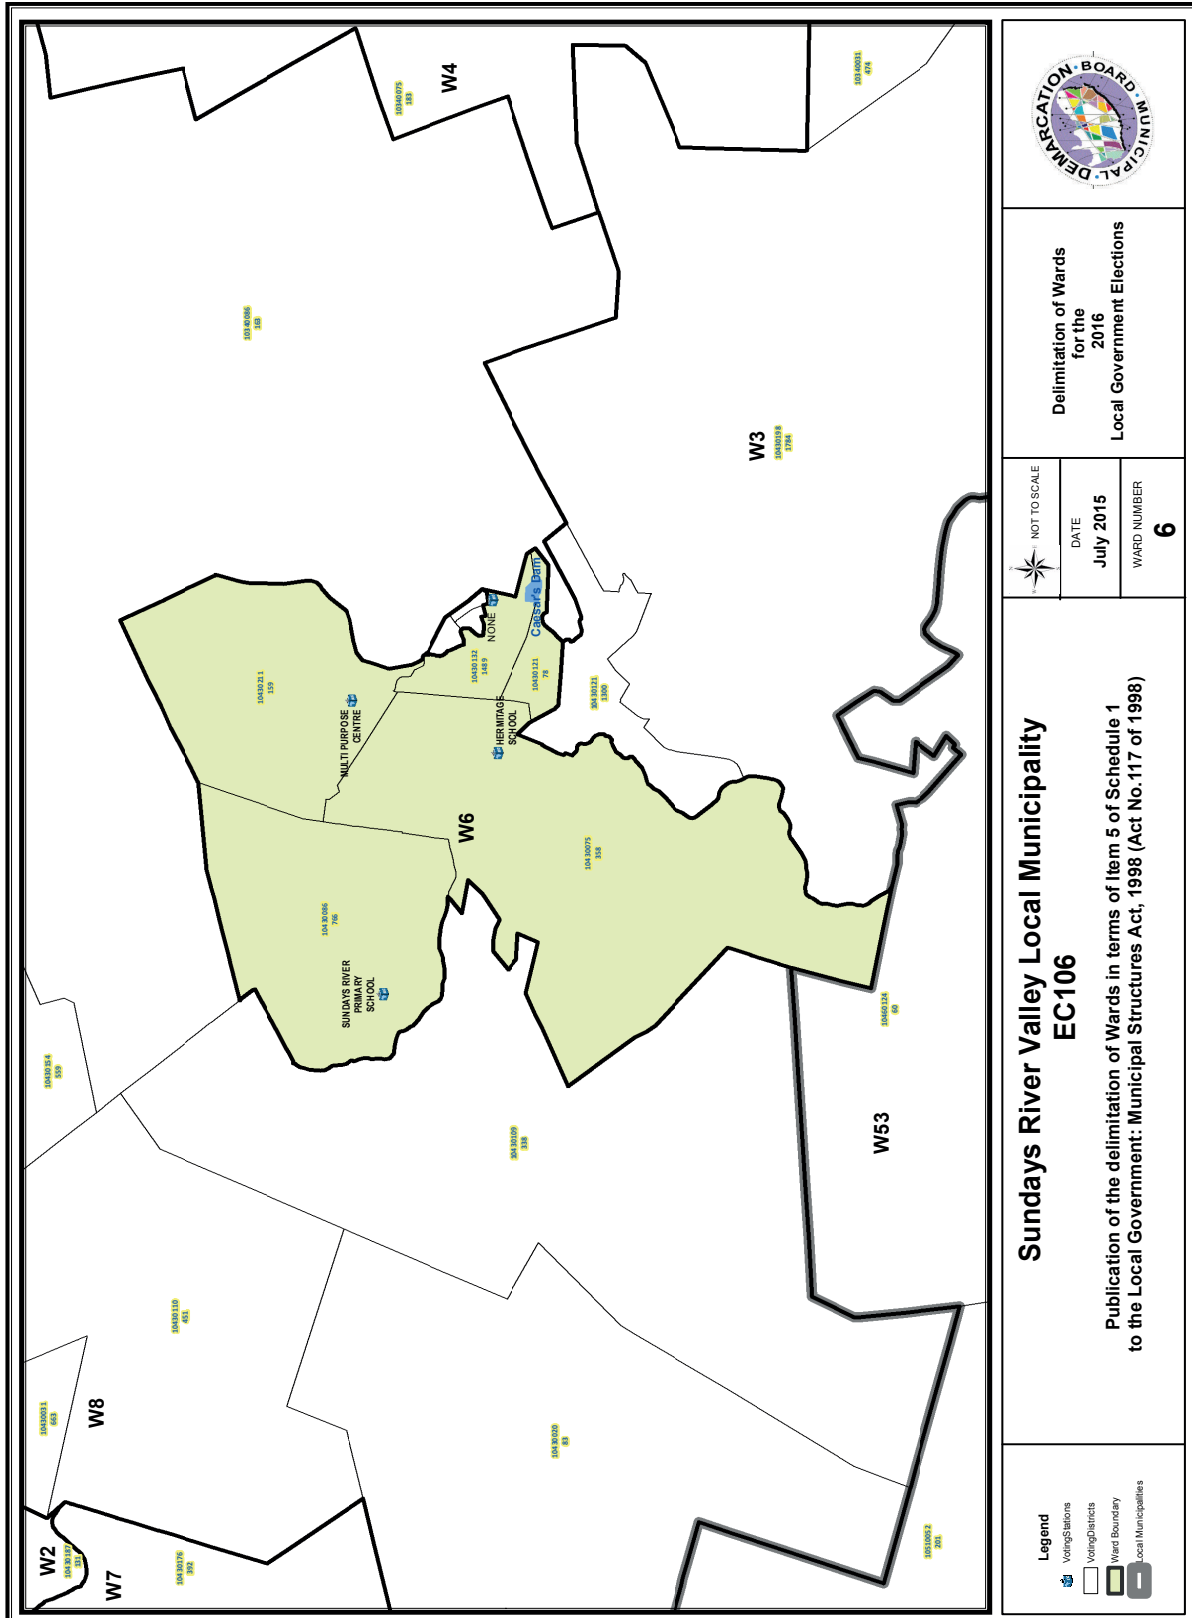 W2
10430187
131
W7
10430176
392
10430031
663
W8
10430110
451
10430154
559
10430020
83
10510052
201
10430109
338
W53
10460124
60
SUNDAYS RIVER
PRIMARY
SCHOOL
10430086
766
W6
10430075
358
MULTI PURPOSE
CENTRE
10430211
159
HERMITAGE
SCHOOL
10430132
1489
NONE
10430121
78
Caesar's Dam
10430121
1300
W3
10430198
1784
10340086
163
W4
10340075
183
10340031
474
Legend
VotingStations
VotingDistricts
Ward Boundary
Local Municipalities
Sundays River Valley Local Municipality
EC106
Publication of the delimitation of Wards in terms of Item 5 of Schedule 1
to the Local Government: Municipal Structures Act, 1998 (Act No.117 of 1998)
NOT TO SCALE
DATE
July 2015
WARD NUMBER
6
Delimitation of Wards
for the
2016
Local Government Elections
MUNICIPAL · DEMARCATION · BOARD